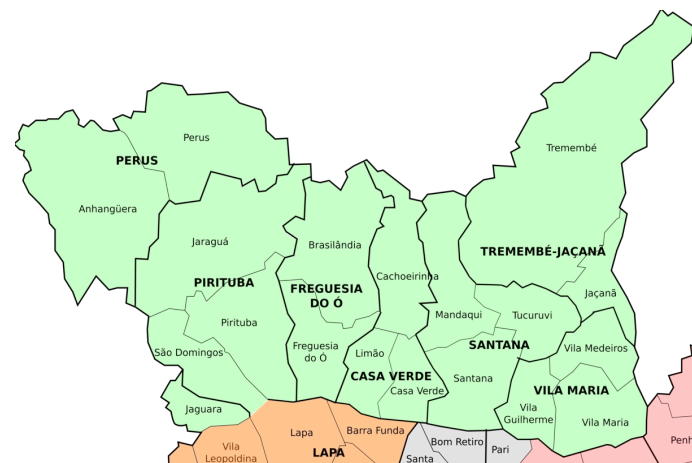 Perus
Tremembé
PERUS
Anhangüera
Jaraguá
Brasilândia
TREMEMBÉ-JAÇANÃ
Cachoeirinha
PIRITUBA
FREGUESIA
DO Ó
Jaçanã
Mandaqui
Tucuruvi
Pirituba
São Domingos
Freguesia
do Ó
Limão
SANTANA
Vila Medeiros
CASA VERDE
Santana
Casa Verde
VILA MARIA
Jaguara
Vila
Guilherme
Vila Maria
Lapa
Barra Funda
Bom Retiro
Pari
Vila
Leopoldina
LAPA
Santa